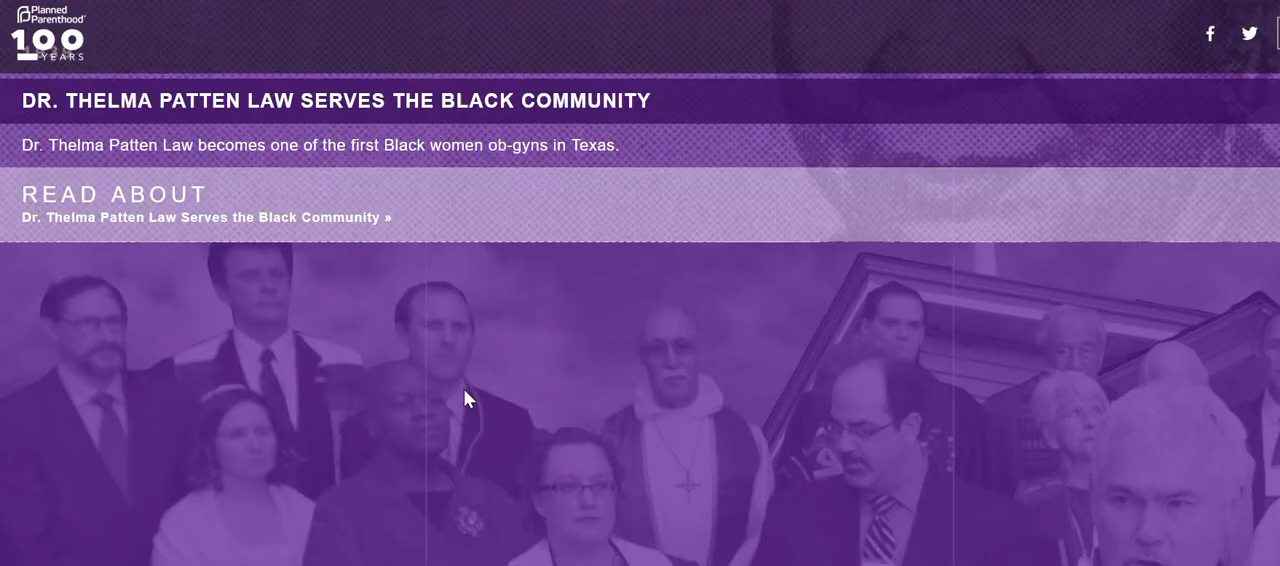 Planned
Parenthood®
100
YEARS
DR. THELMA PATTEN LAW SERVES THE BLACK COMMUNITY
Dr. Thelma Patten Law becomes one of the first Black women ob-gyns in Texas.
READ ABOUT
Dr. Thelma Patten Law Serves the Black Community »